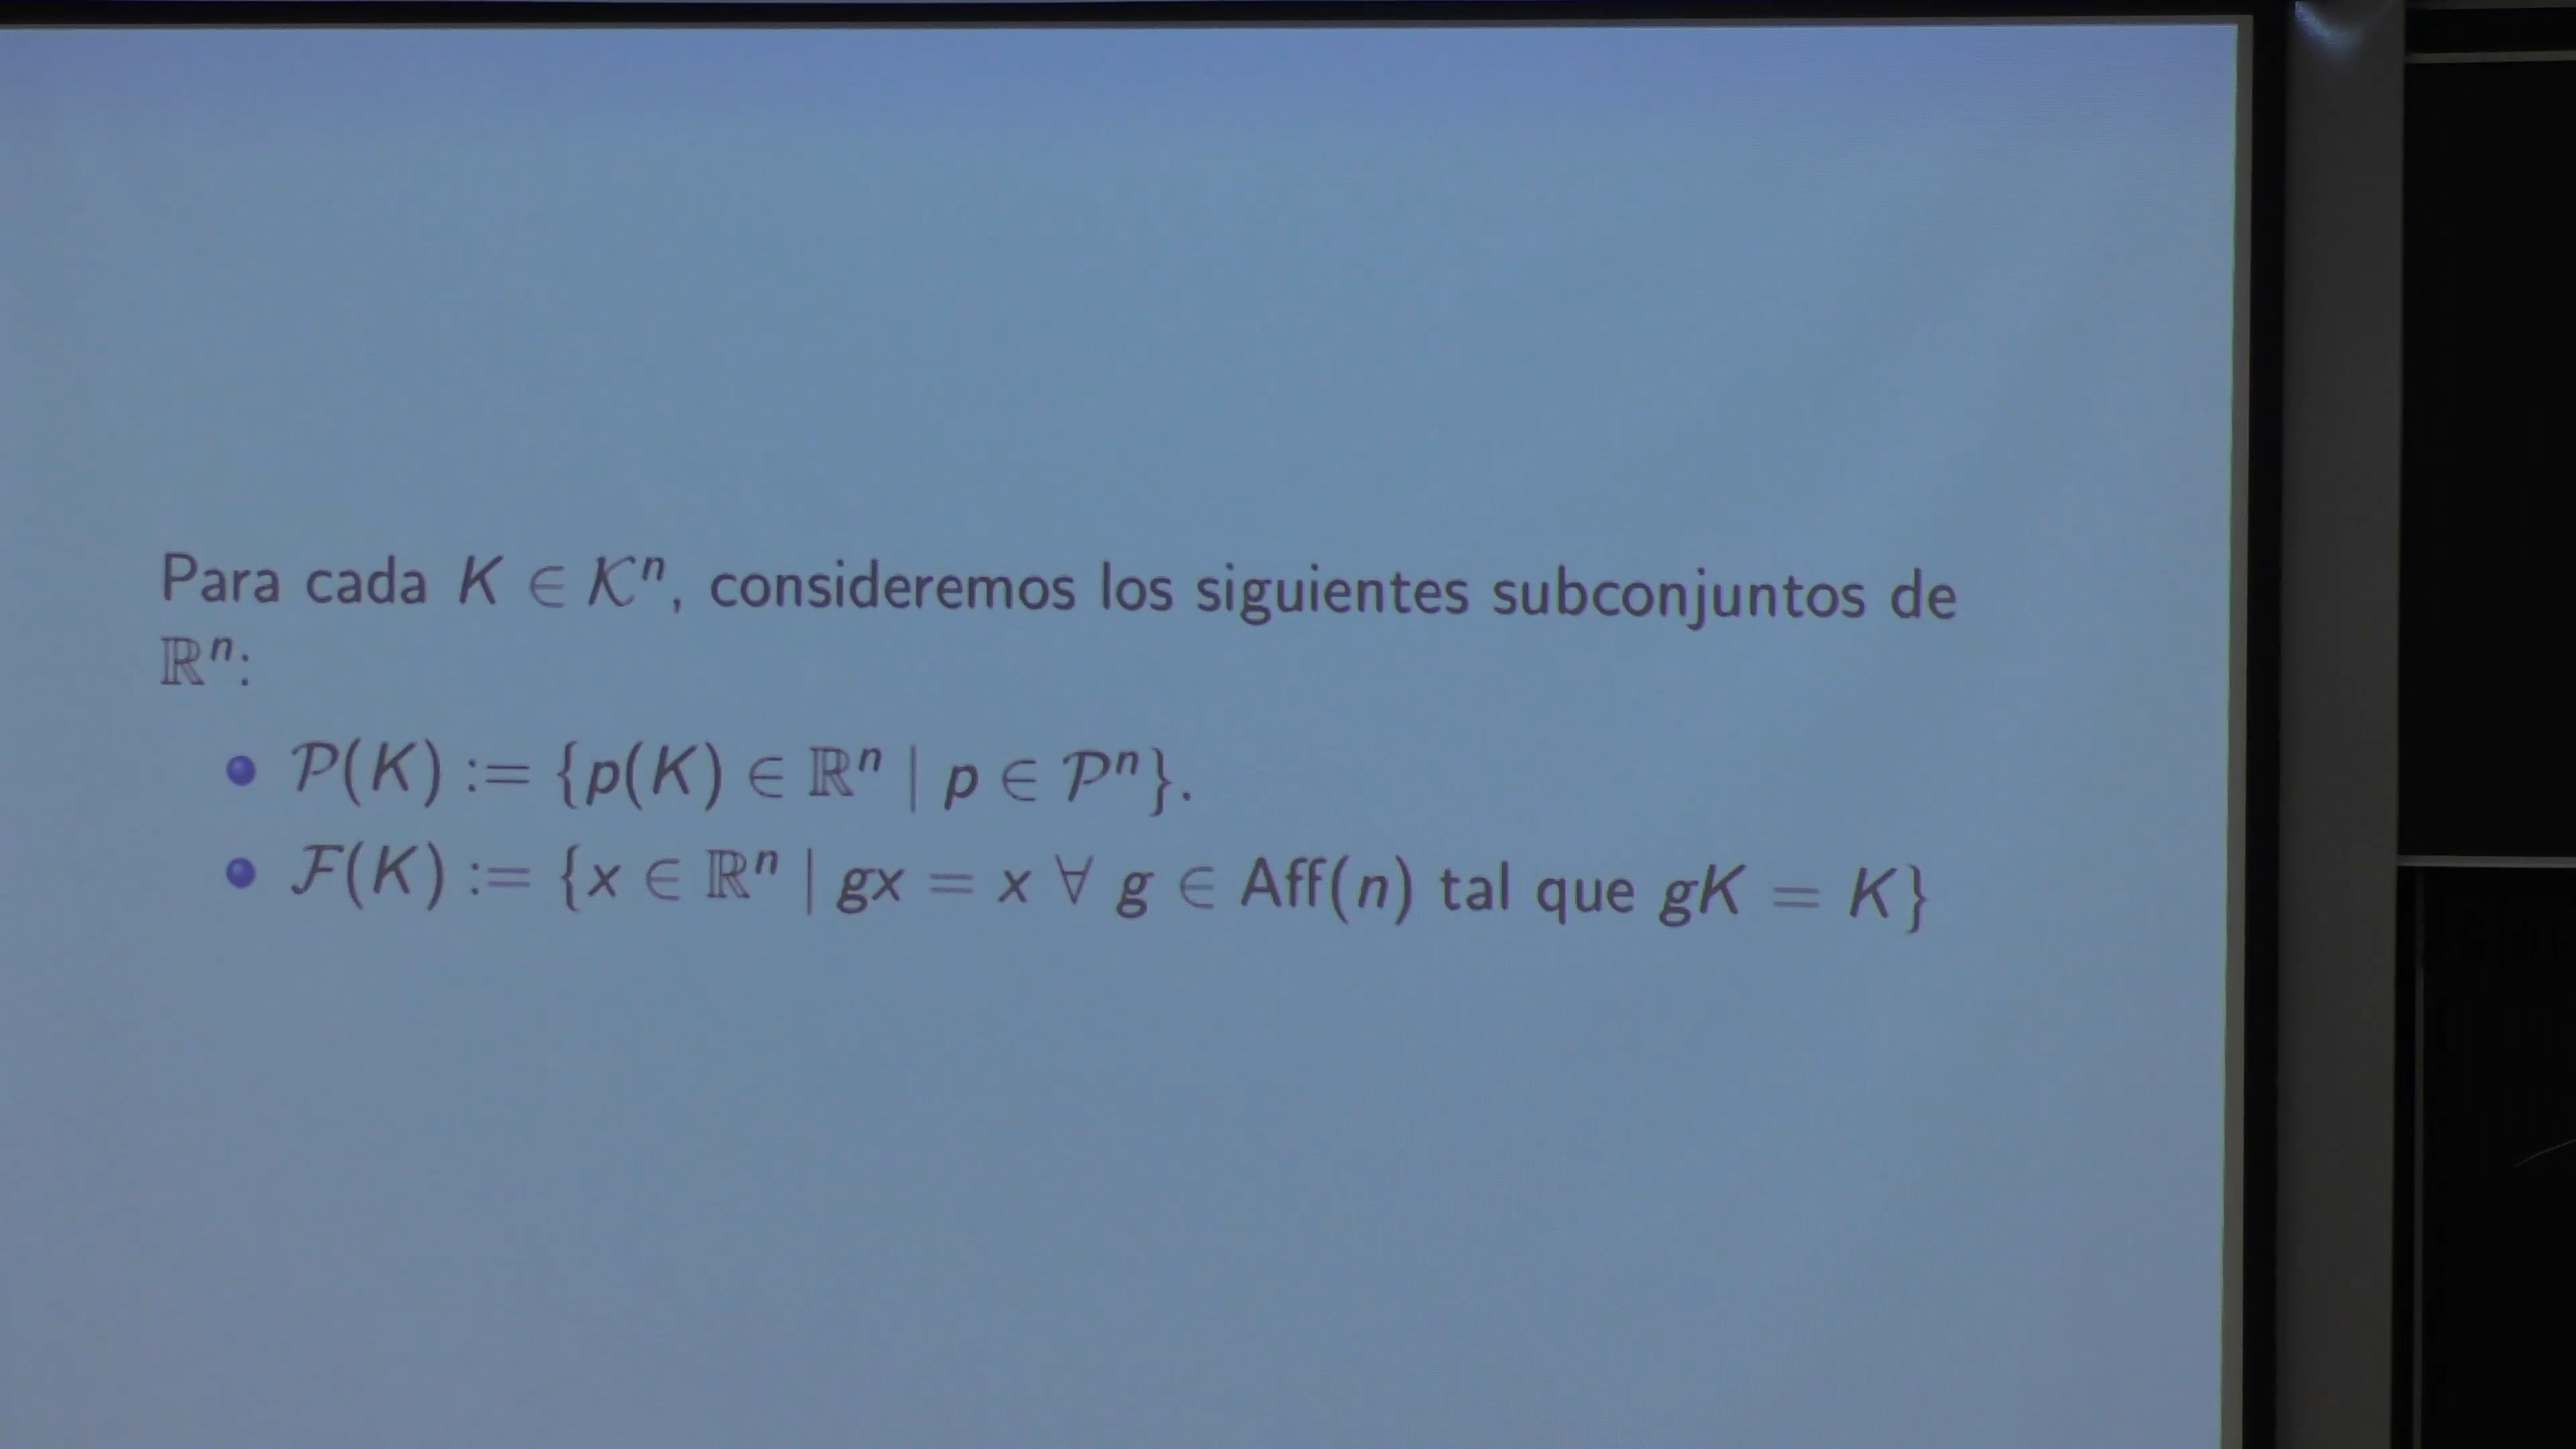 Para cada K ∈ 𝒦ⁿ, consideremos los siguientes subconjuntos de
ℝⁿ:
• 𝒫(K) := {p(K) ∈ ℝⁿ | p ∈ 𝒫ⁿ}.
• ℱ(K) := {x ∈ ℝⁿ | gx = x ∀ g ∈ Aff(n) tal que gK = K}